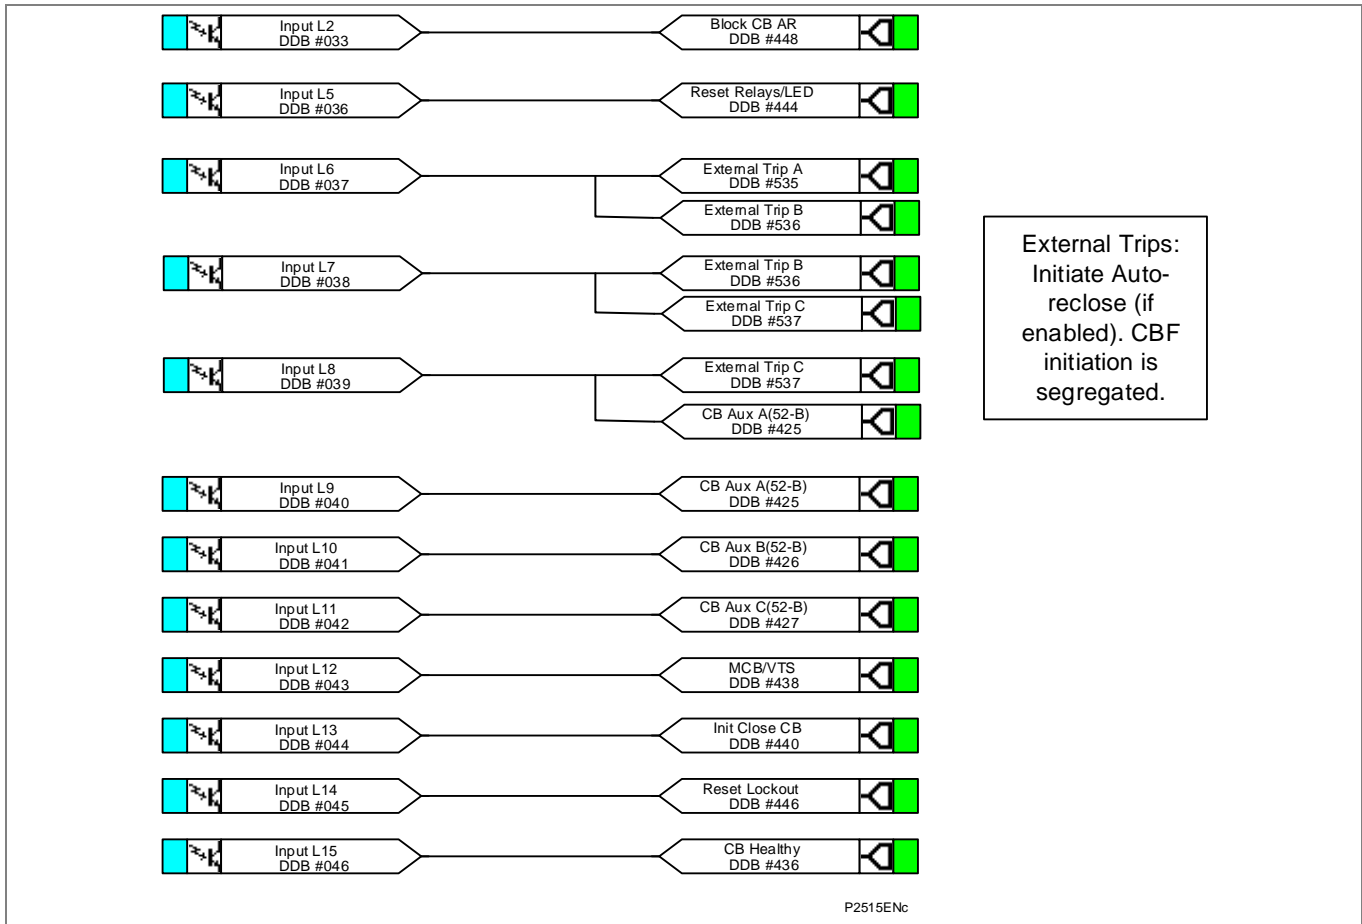 Input L2
DDB #033
Block CB AR
DDB #448
Input L5
DDB #036
Reset Relays/LED
DDB #444
Input L6
DDB #037
External Trip A
DDB #535
External Trip B
DDB #536
Input L7
DDB #038
External Trip B
DDB #536
External Trip C
DDB #537
External Trips:
Initiate Auto-
reclose (if
enabled). CBF
initiation is
segregated.
Input L8
DDB #039
External Trip C
DDB #537
CB Aux A(52-B)
DDB #425
Input L9
DDB #040
CB Aux A(52-B)
DDB #425
Input L10
DDB #041
CB Aux B(52-B)
DDB #426
Input L11
DDB #042
CB Aux C(52-B)
DDB #427
Input L12
DDB #043
MCB/VTS
DDB #438
Input L13
DDB #044
Init Close CB
DDB #440
Input L14
DDB #045
Reset Lockout
DDB #446
Input L15
DDB #046
CB Healthy
DDB #436
P2515ENc